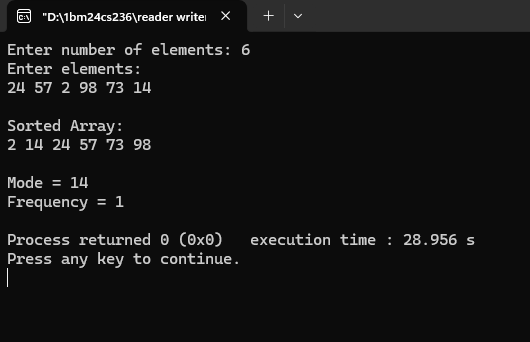 "D:\1bm24cs236\reader write
Enter number of elements: 6
Enter elements:
24 57 2 98 73 14
Sorted Array:
2 14 24 57 73 98
Mode = 14
Frequency = 1
Process returned 0 (0x0)   execution time : 28.956 s
Press any key to continue.